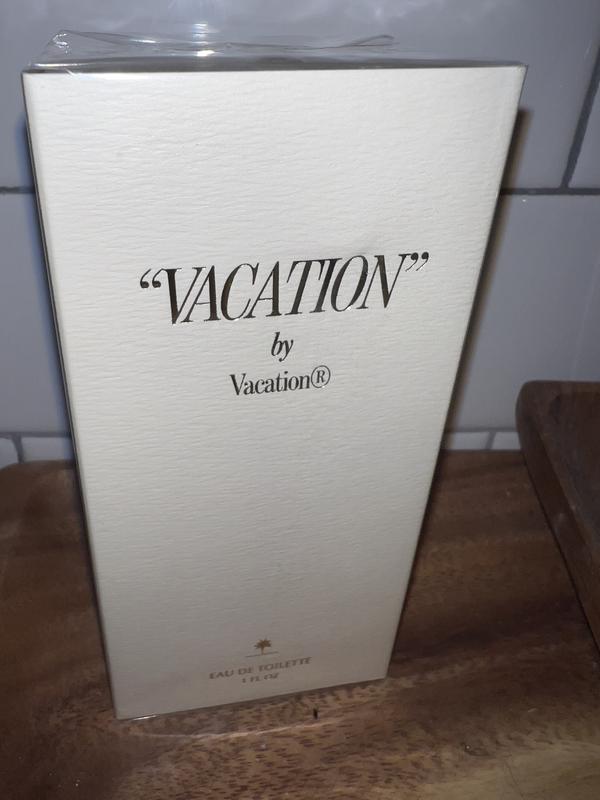 “VACATION”
by
Vacation®
EAU DE TOILETTE
1 FL OZ